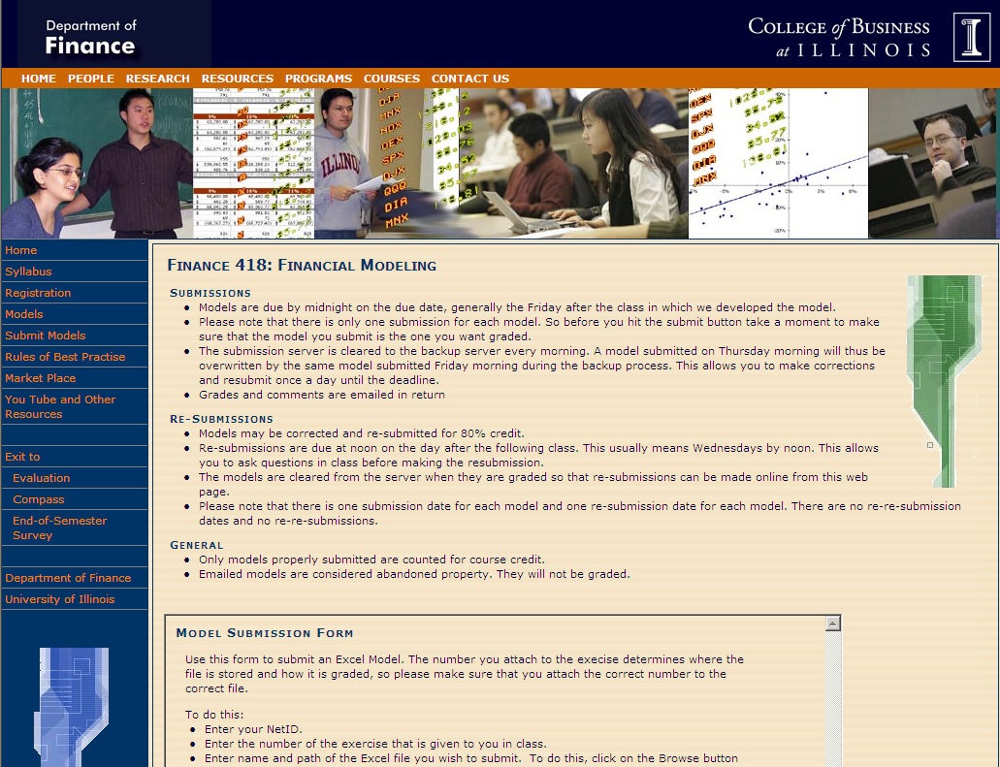 Department of
Finance
College of Business
at ILLINOIS
HOME PEOPLE RESEARCH RESOURCES PROGRAMS COURSES CONTACT US
ILLINOIS
DJA
MNX
NDX
OEX
SPX
DJX
QQQ
DIA
MNX
OEX
SPX
DJX
QQQ
DIA
MNX
Home
Syllabus
Registration
Models
Submit Models
Rules of Best Practise
Market Place
You Tube and Other
Resources
Exit to
Evaluation
Compass
End-of-Semester
Survey
Department of Finance
University of Illinois
Finance 418: Financial Modeling
Submissions
Models are due by midnight on the due date, generally the Friday after the class in which we developed the model.
Please note that there is only one submission for each model. So before you hit the submit button take a moment to make
sure that the model you submit is the one you want graded.
The submission server is cleared to the backup server every morning. A model submitted on Thursday morning will thus be
overwritten by the same model submitted Friday morning during the backup process. This allows you to make corrections
and resubmit once a day until the deadline.
Grades and comments are emailed in return
Re-Submissions
Models may be corrected and re-submitted for 80% credit.
Re-submissions are due at noon on the day after the following class. This usually means Wednesdays by noon. This allows
you to ask questions in class before making the resubmission.
The models are cleared from the server when they are graded so that re-submissions can be made online from this web
page.
Please note that there is one submission date for each model and one re-submission date for each model. There are no re-re-submission
dates and no re-re-submissions.
General
Only models properly submitted are counted for course credit.
Emailed models are considered abandoned property. They will not be graded.
Model Submission Form
Use this form to submit an Excel Model. The number you attach to the execise determines where the
file is stored and how it is graded, so please make sure that you attach the correct number to the
correct file.
To do this:
Enter your NetID.
Enter the number of the exercise that is given to you in class.
Enter name and path of the Excel file you wish to submit. To do this, click on the Browse button